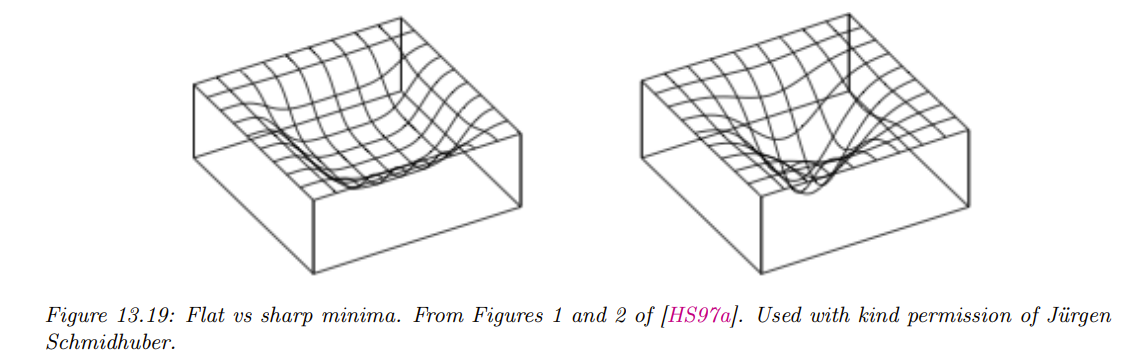 Figure 13.19: Flat vs sharp minima. From Figures 1 and 2 of [HS97a]. Used with kind permission of Jürgen
Schmidhuber.